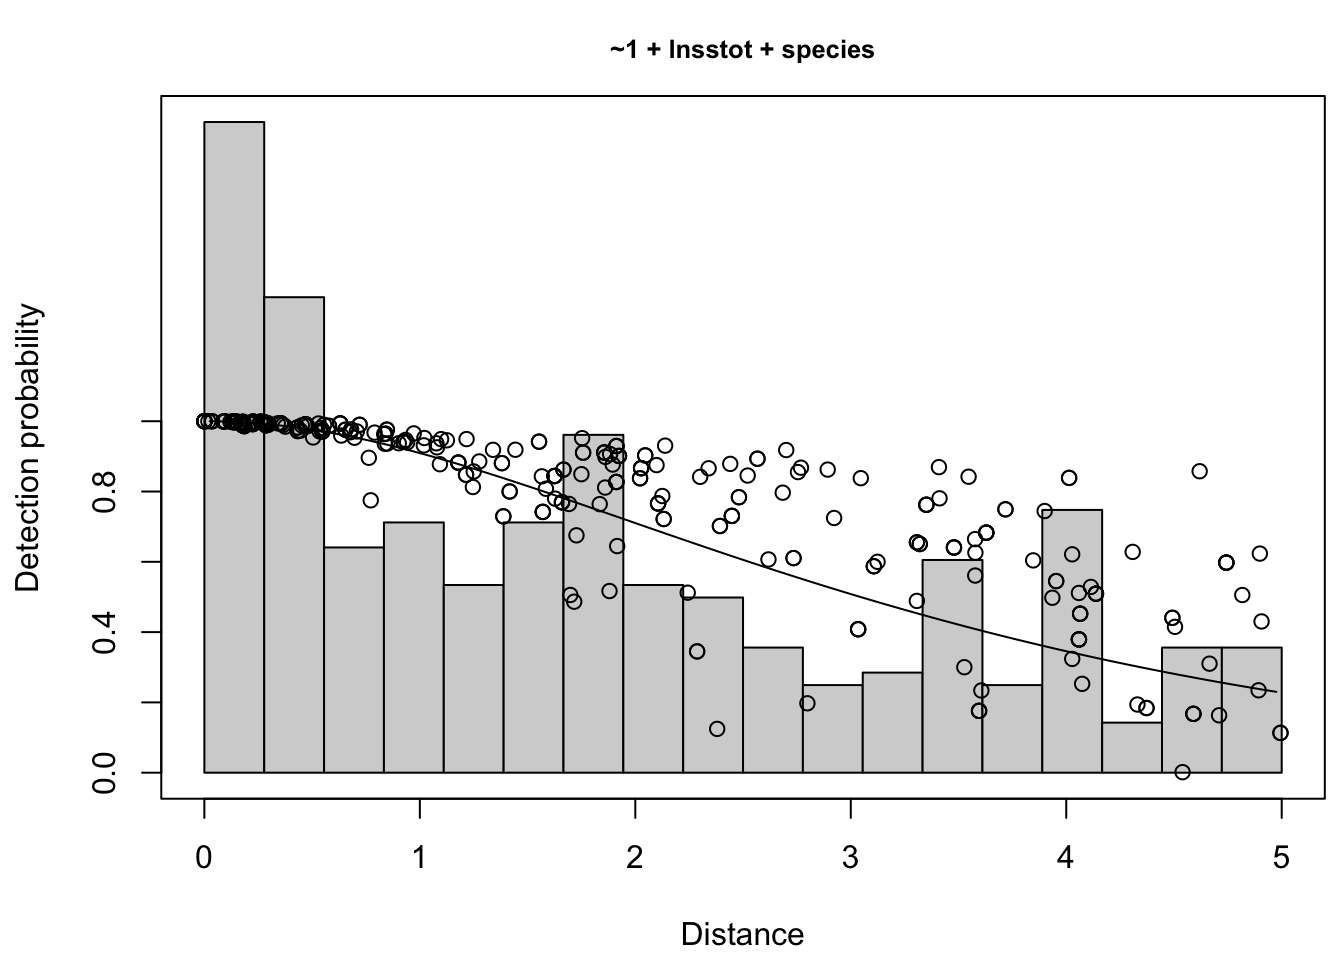 ~1 + lnsstot + species
Detection probability
0.8
0.4
0.0
0 1 2 3 4 5
Distance